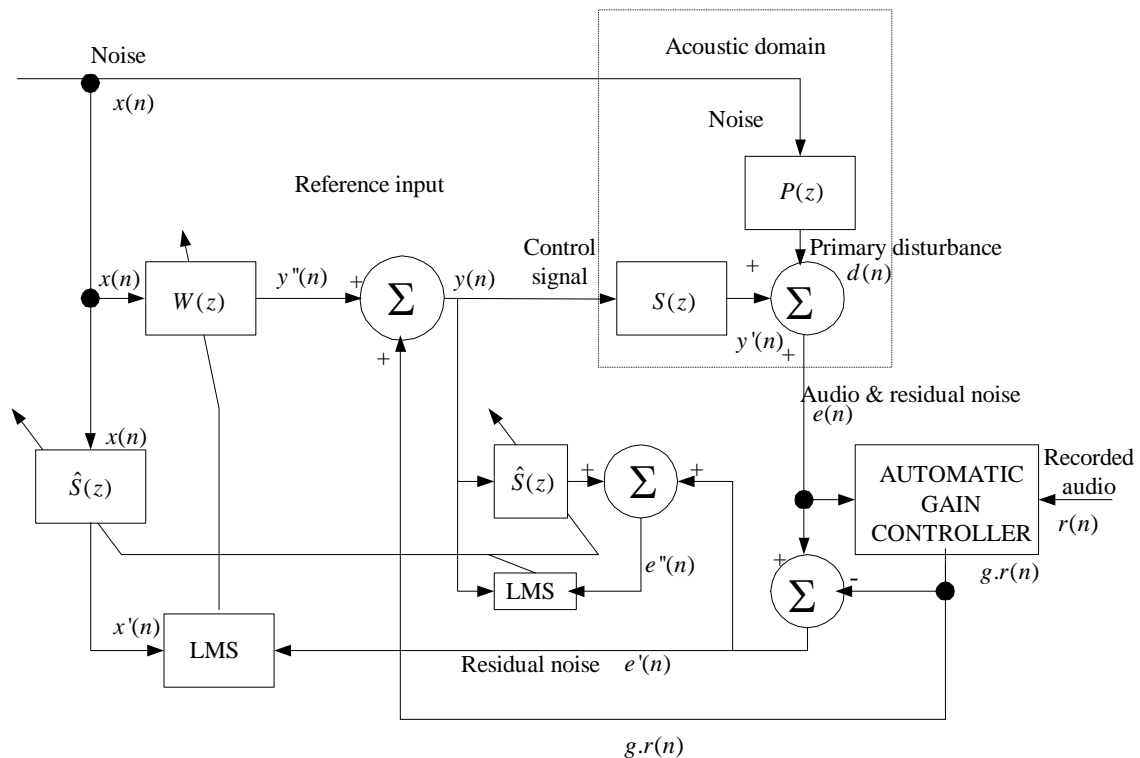 Acoustic domain
Noise
x(n)
Noise
P(z)
Reference input
Control
signal
Primary disturbance
d(n)
x(n)
W(z)
y"(n)
+
Σ
y(n)
+
S(z)
+
Σ
y'(n)
+
Audio & residual noise
e(n)
x(n)
Ŝ(z)
Ŝ(z)
+
Σ
+
AUTOMATIC
GAIN
CONTROLLER
Recorded
audio
r(n)
e"(n)
LMS
+
Σ
-
g.r(n)
x'(n)
LMS
Residual noise e'(n)
g.r(n)